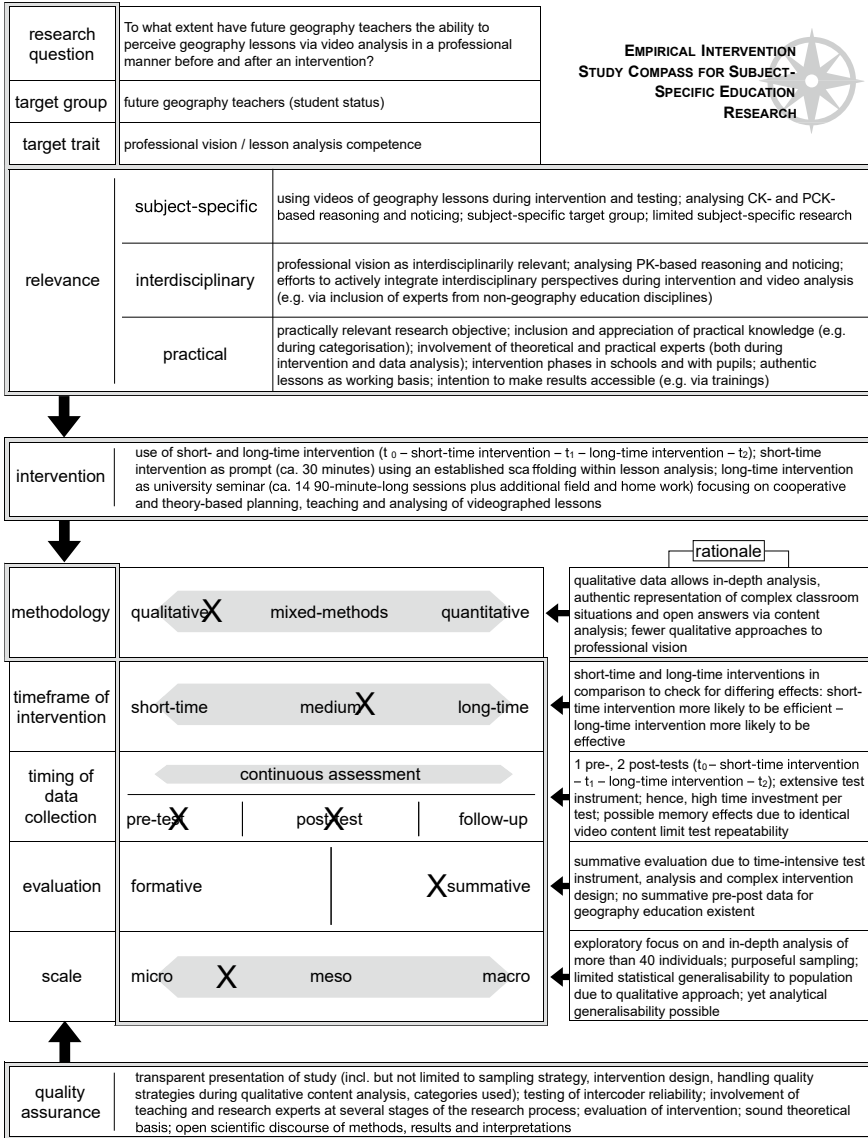 research
question
To what extent have future geography teachers the ability to
perceive geography lessons via video analysis in a professional
manner before and after an intervention?
EMPIRICAL INTERVENTION
STUDY COMPASS FOR SUBJECT-
SPECIFIC EDUCATION
RESEARCH
target group
future geography teachers (student status)
target trait
professional vision / lesson analysis competence
relevance
subject-specific
using videos of geography lessons during intervention and testing; analysing CK- and PCK-
based reasoning and noticing; subject-specific target group; limited subject-specific research
interdisciplinary
professional vision as interdisciplinarily relevant; analysing PK-based reasoning and noticing;
efforts to actively integrate interdisciplinary perspectives during intervention and video analysis
(e.g. via inclusion of experts from non-geography education disciplines)
practical
practically relevant research objective; inclusion and appreciation of practical knowledge (e.g.
during categorisation); involvement of theoretical and practical experts (both during
intervention and data analysis); intervention phases in schools and with pupils; authentic
lessons as working basis; intention to make results accessible (e.g. via trainings)
intervention
use of short- and long-time intervention (t 0 – short-time intervention – t1 – long-time intervention – t2); short-time
intervention as prompt (ca. 30 minutes) using an established sca ffolding within lesson analysis; long-time intervention
as university seminar (ca. 14 90-minute-long sessions plus additional field and home work) focusing on cooperative
and theory-based planning, teaching and analysing of videographed lessons
rationale
methodology
qualitative X mixed-methods quantitative
qualitative data allows in-depth analysis,
authentic representation of complex classroom
situations and open answers via content
analysis; fewer qualitative approaches to
professional vision
timeframe of
intervention
short-time medium X long-time
short-time and long-time interventions in
comparison to check for differing effects: short-
time intervention more likely to be efficient –
long-time intervention more likely to be
effective
timing of
data
collection
continuous assessment
pre-test X post-test X follow-up
1 pre-, 2 post-tests (t0 – short-time intervention
– t1 – long-time intervention – t2); extensive test
instrument; hence, high time investment per
test; possible memory effects due to identical
video content limit test repeatability
evaluation
formative X summative
summative evaluation due to time-intensive test
instrument, analysis and complex intervention
design; no summative pre-post data for
geography education existent
scale
micro X meso macro
exploratory focus on and in-depth analysis of
more than 40 individuals; purposeful sampling;
limited statistical generalisability to population
due to qualitative approach; yet analytical
generalisability possible
quality
assurance
transparent presentation of study (incl. but not limited to sampling strategy, intervention design, handling quality
strategies during qualitative content analysis, categories used); testing of intercoder reliability; involvement of
teaching and research experts at several stages of the research process; evaluation of intervention; sound theoretical
basis; open scientific discourse of methods, results and interpretations